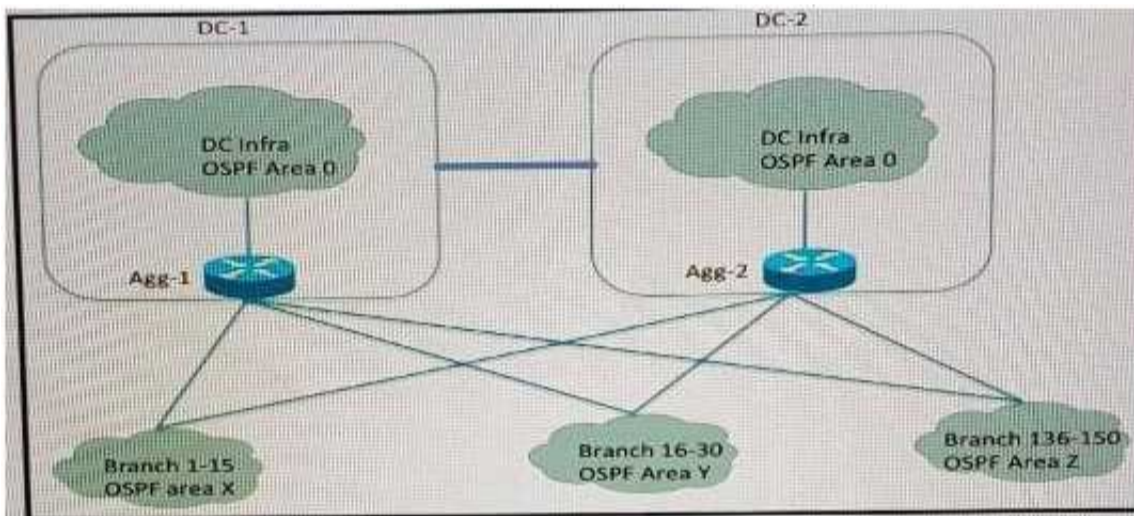 DC-1
DC-2
DC Infra
OSPF Area 0
DC Infra
OSPF Area 0
Agg-1
Agg-2
Branch 1-15
OSPF area X
Branch 16-30
OSPF Area Y
Branch 136-150
OSPF Area Z